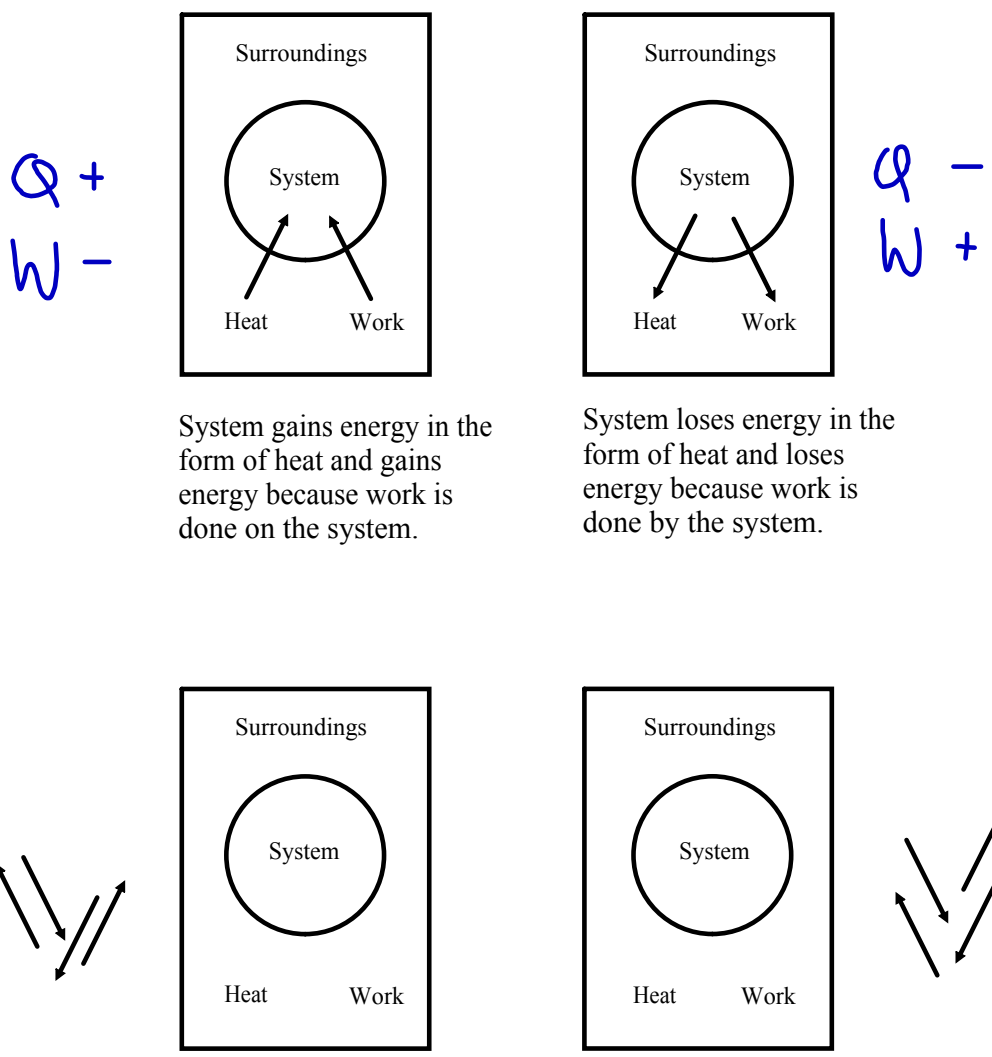 Surroundings
System
Q +
W −
Heat Work
System gains energy in the
form of heat and gains
energy because work is
done on the system.
Surroundings
System
Q −
W +
Heat Work
System loses energy in the
form of heat and loses
energy because work is
done by the system.
Surroundings
System
Heat Work
Surroundings
System
Heat Work